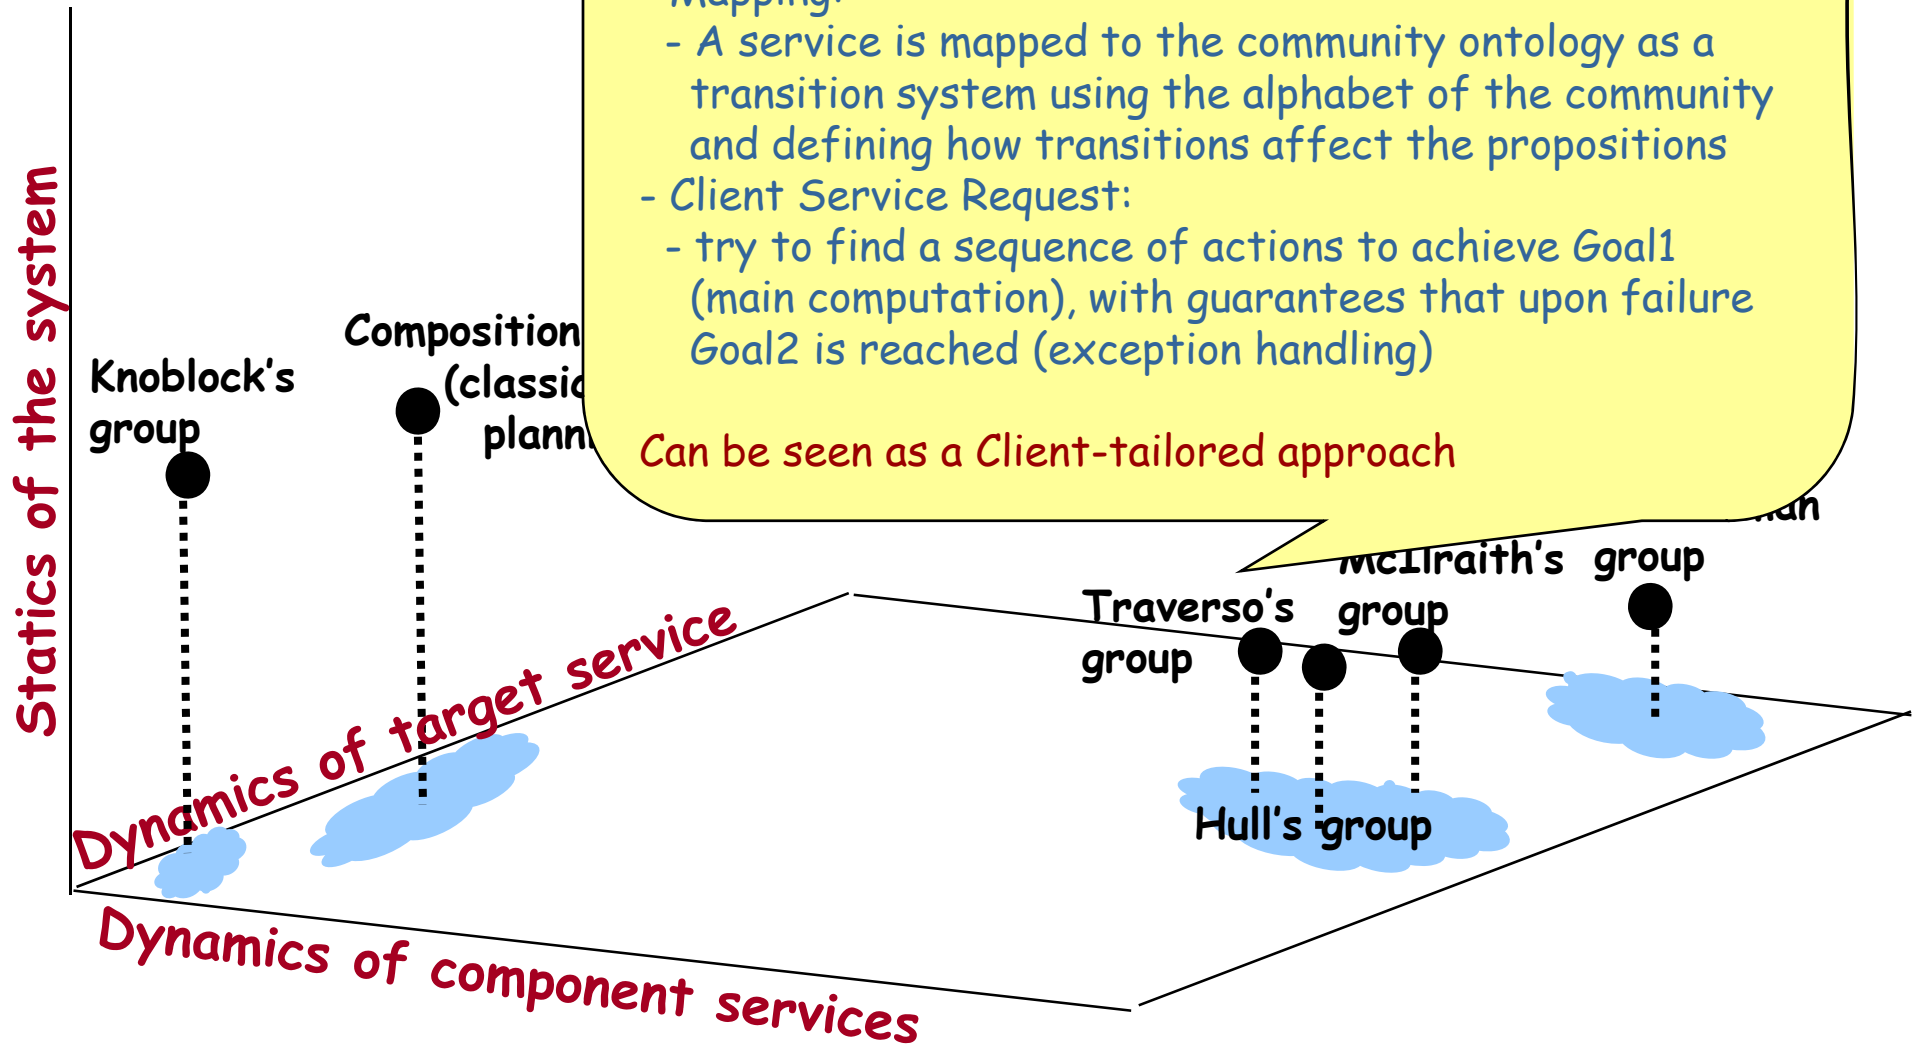 Mapping:
- A service is mapped to the community ontology as a
transition system using the alphabet of the community
and defining how transitions affect the propositions
- Client Service Request:
- try to find a sequence of actions to achieve Goal1
(main computation), with guarantees that upon failure
Goal2 is reached (exception handling)
Can be seen as a Client-tailored approach
Statics of the system
Knoblock's
group
Composition
McIlraith's
group
group
Traverso's
group
Hull's group
Dynamics of target service
Dynamics of component services